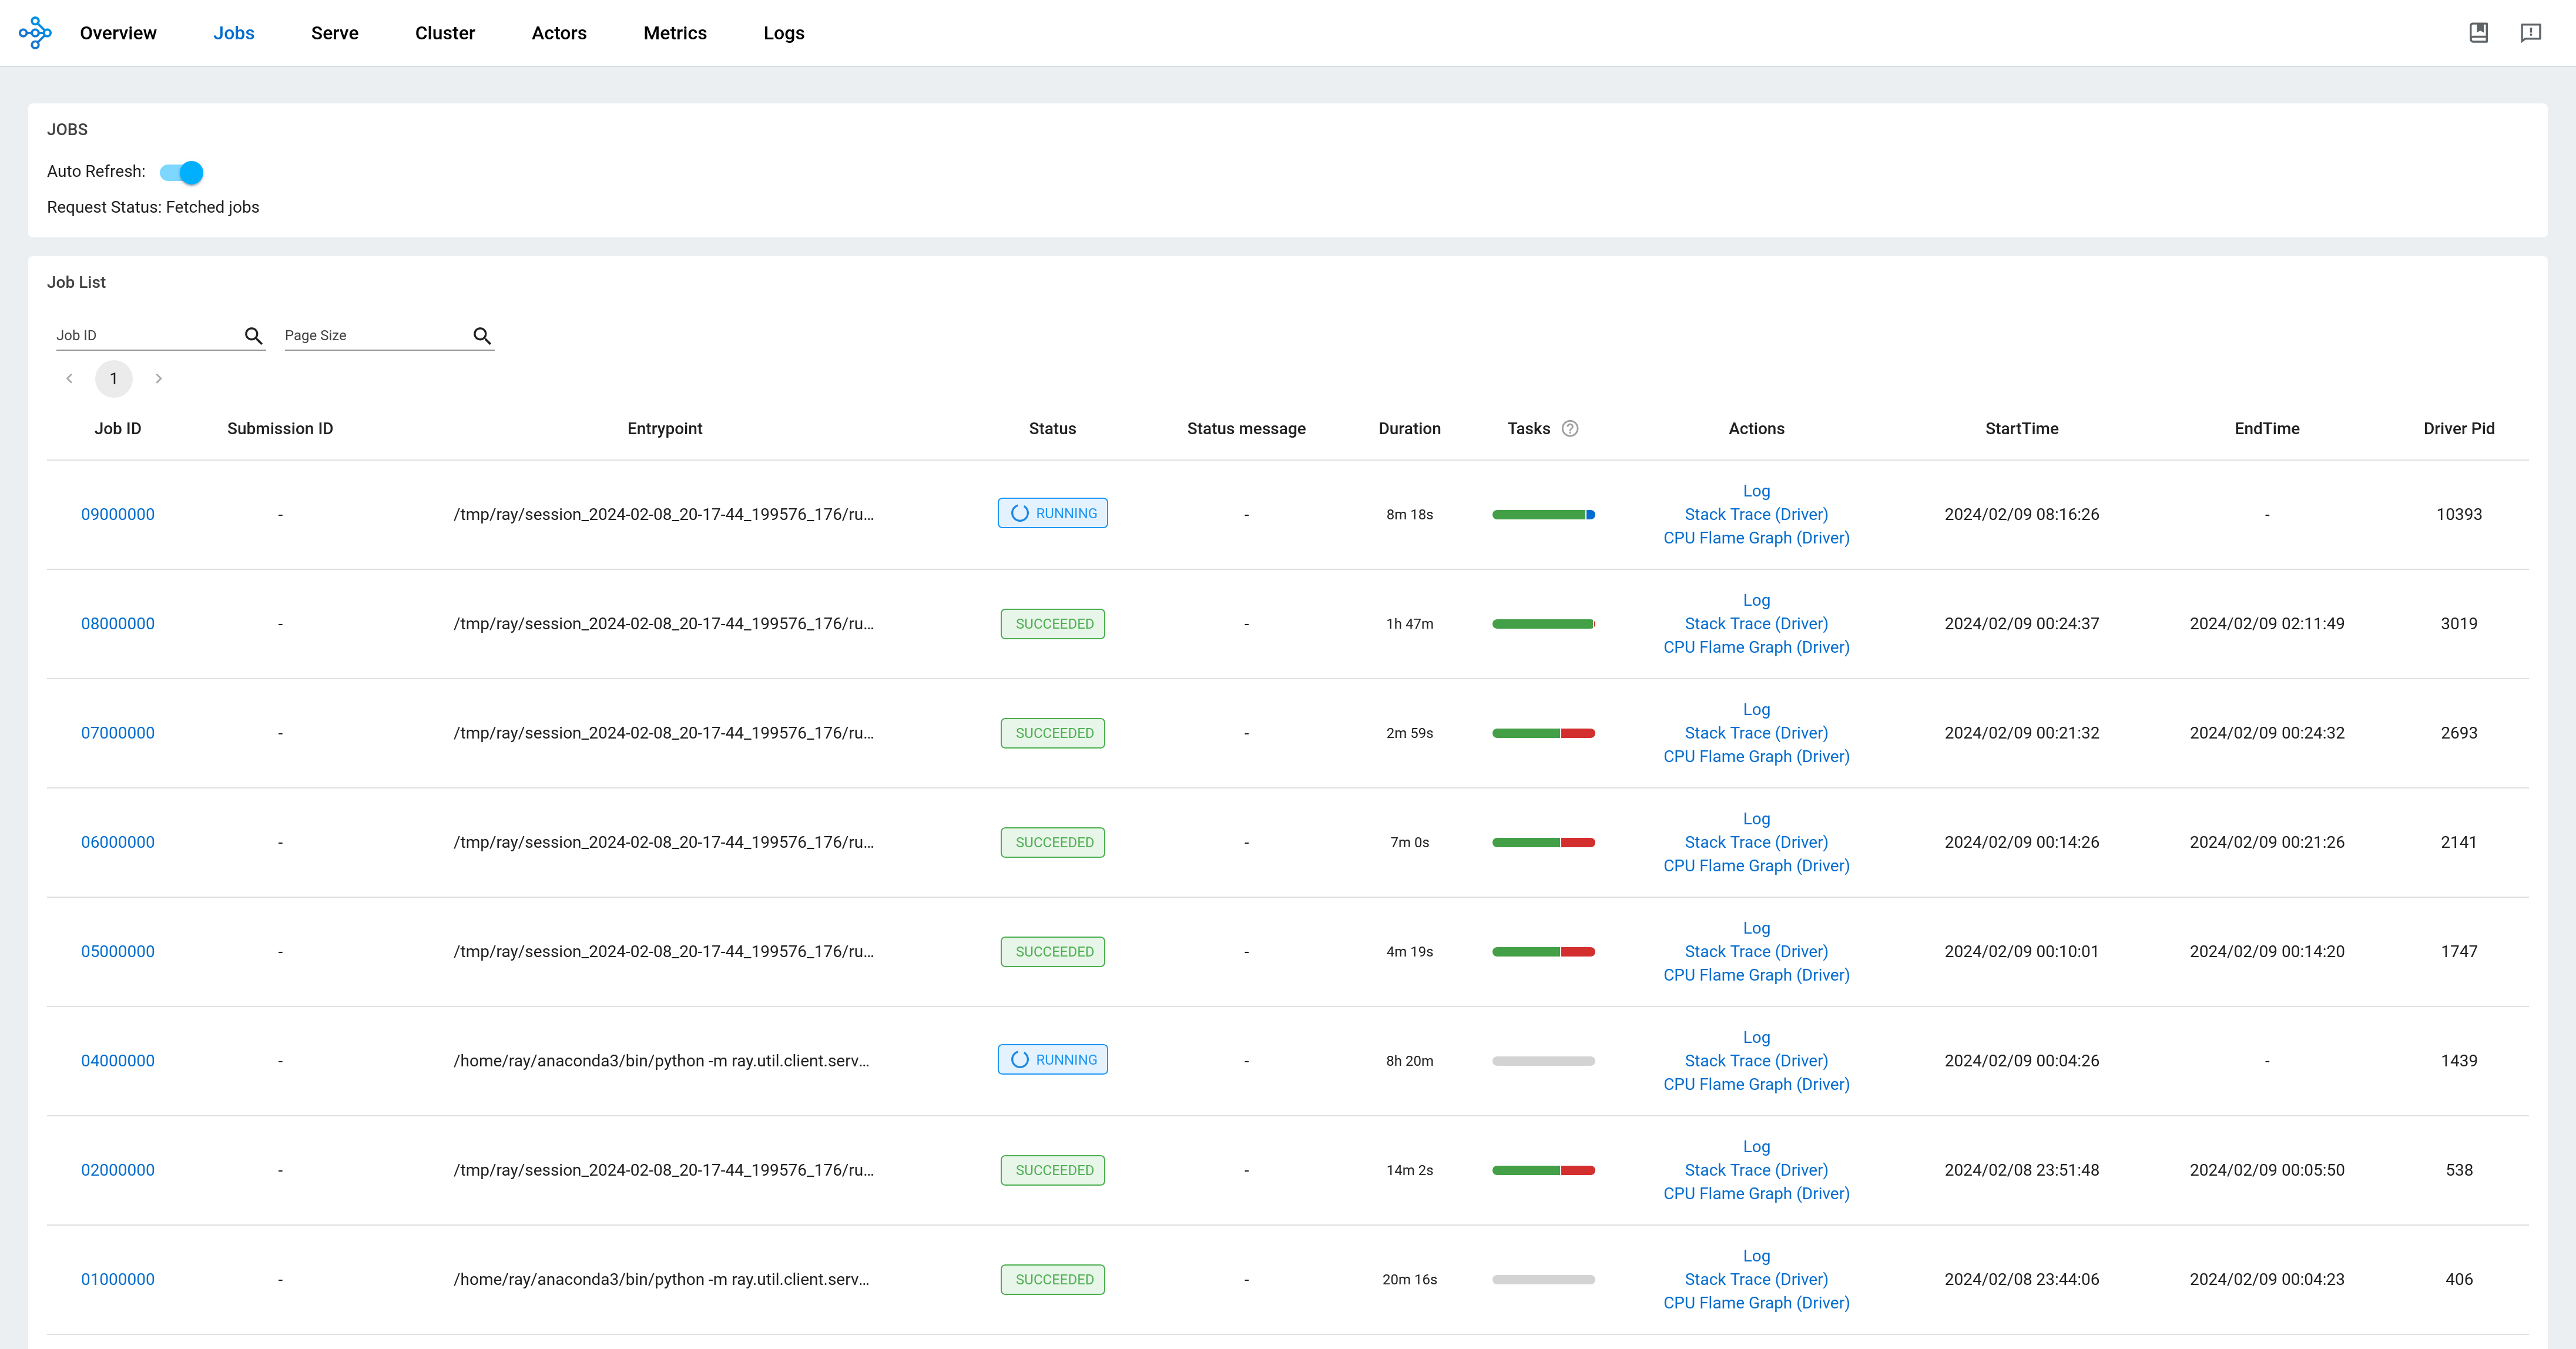 Overview Jobs Serve Cluster Actors Metrics Logs
JOBS
Auto Refresh:
Request Status: Fetched jobs
Job List
Job ID Page Size
1
Job ID Submission ID Entrypoint Status Status message Duration Tasks ? Actions StartTime EndTime Driver Pid
Log
09000000 - /tmp/ray/session_2024-02-08_20-17-44_199576_176/ru... RUNNING - 8m 18s Stack Trace (Driver) 2024/02/09 08:16:26 - 10393
CPU Flame Graph (Driver)
Log
08000000 - /tmp/ray/session_2024-02-08_20-17-44_199576_176/ru... SUCCEEDED - 1h 47m Stack Trace (Driver) 2024/02/09 00:24:37 2024/02/09 02:11:49 3019
CPU Flame Graph (Driver)
Log
07000000 - /tmp/ray/session_2024-02-08_20-17-44_199576_176/ru... SUCCEEDED - 2m 59s Stack Trace (Driver) 2024/02/09 00:21:32 2024/02/09 00:24:32 2693
CPU Flame Graph (Driver)
Log
06000000 - /tmp/ray/session_2024-02-08_20-17-44_199576_176/ru... SUCCEEDED - 7m 0s Stack Trace (Driver) 2024/02/09 00:14:26 2024/02/09 00:21:26 2141
CPU Flame Graph (Driver)
Log
05000000 - /tmp/ray/session_2024-02-08_20-17-44_199576_176/ru... SUCCEEDED - 4m 19s Stack Trace (Driver) 2024/02/09 00:10:01 2024/02/09 00:14:20 1747
CPU Flame Graph (Driver)
Log
04000000 - /home/ray/anaconda3/bin/python -m ray.util.client.serv... RUNNING - 8h 20m Stack Trace (Driver) 2024/02/09 00:04:26 - 1439
CPU Flame Graph (Driver)
Log
02000000 - /tmp/ray/session_2024-02-08_20-17-44_199576_176/ru... SUCCEEDED - 14m 2s Stack Trace (Driver) 2024/02/08 23:51:48 2024/02/09 00:05:50 538
CPU Flame Graph (Driver)
Log
01000000 - /home/ray/anaconda3/bin/python -m ray.util.client.serv... SUCCEEDED - 20m 16s Stack Trace (Driver) 2024/02/08 23:44:06 2024/02/09 00:04:23 406
CPU Flame Graph (Driver)